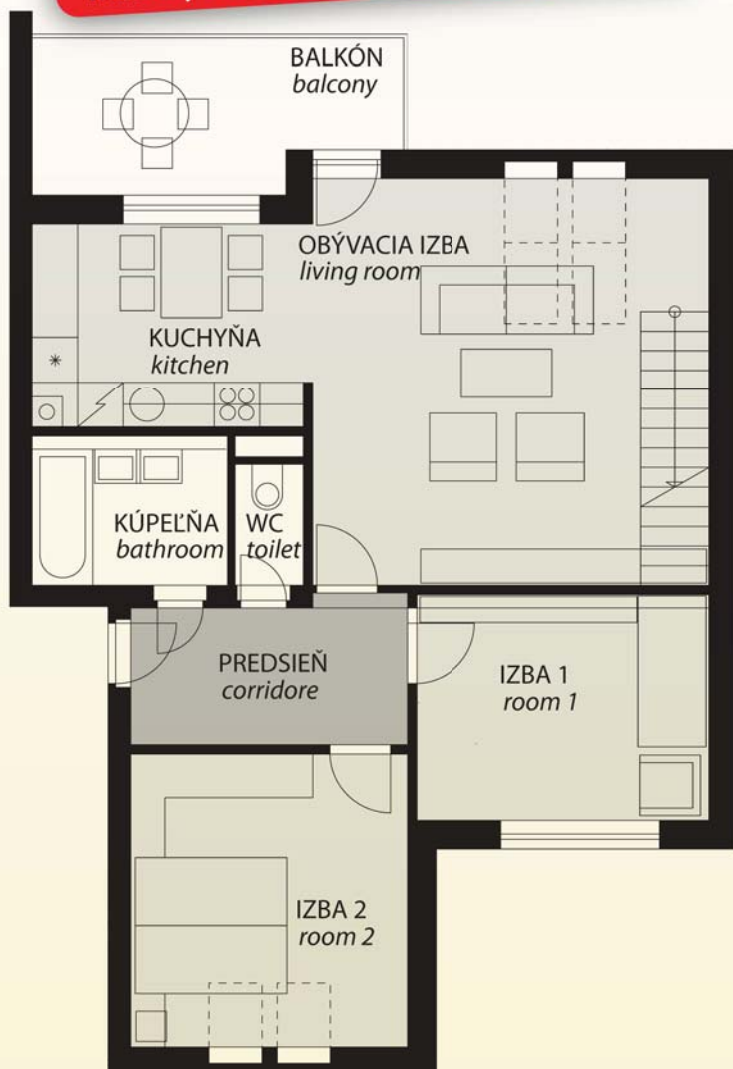 BALKÓN
balcony
OBÝVACIA IZBA
living room
KUCHYŇA
kitchen
KÚPEĽŇA
bathroom
WC
toilet
PREDSIEŇ
corridore
IZBA 1
room 1
IZBA 2
room 2